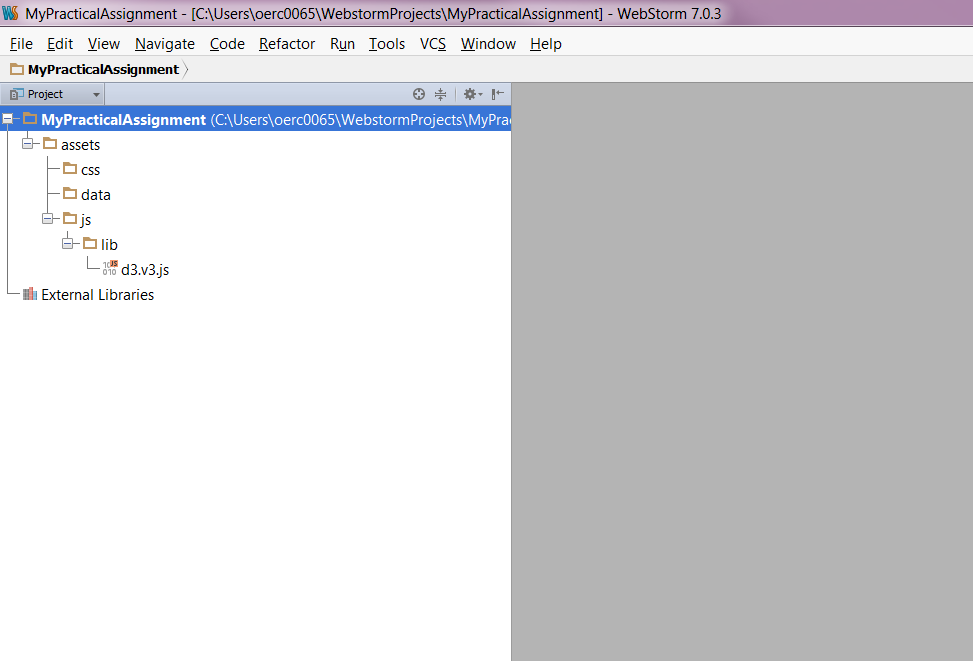 MyPracticalAssignment - [C:\Users\oerc0065\WebstormProjects\MyPracticalAssignment] - WebStorm 7.0.3
File Edit View Navigate Code Refactor Run Tools VCS Window Help
MyPracticalAssignment
Project
MyPracticalAssignment (C:\Users\oerc0065\WebstormProjects\MyPrac
assets
css
data
js
lib
d3.v3.js
External Libraries